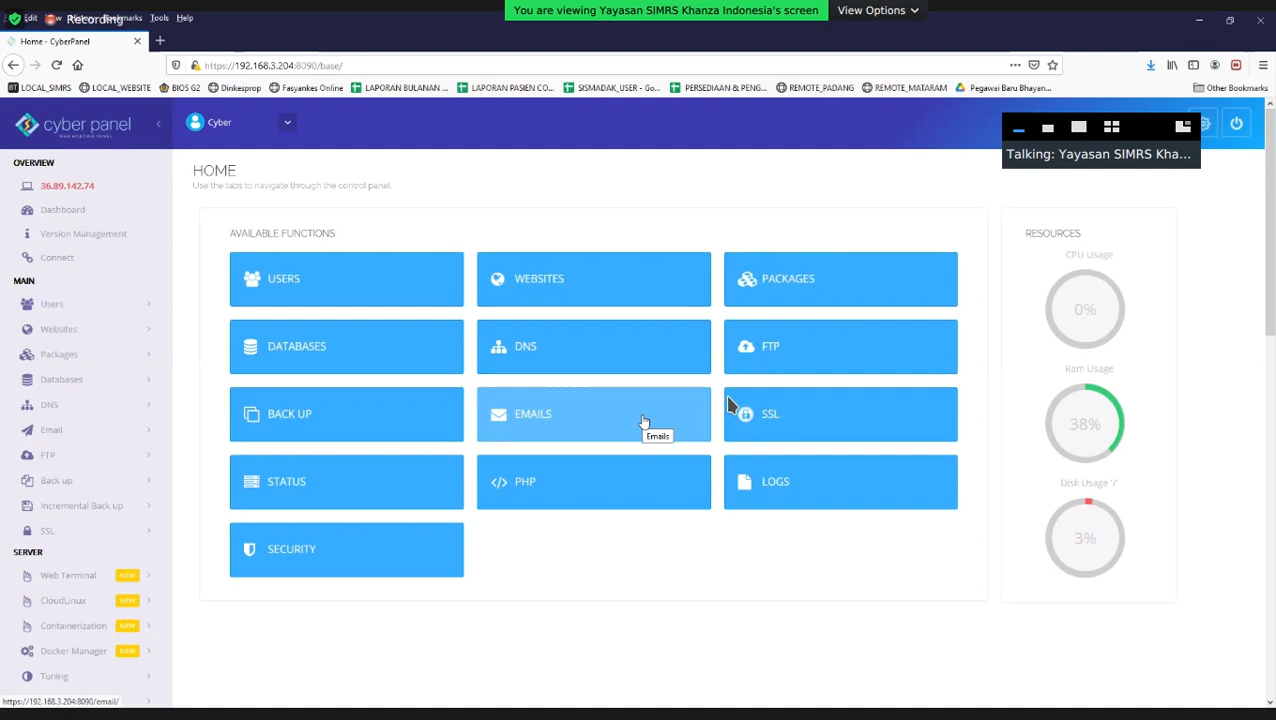 You are viewing Yayasan SIMRS Khanza Indonesia's screen
View Options
Edit
Recording
Bookmarks
Tools
Help
Home - CyberPanel
https://192.168.3.204:8090/base/
LOCAL_SIMRS
LOCAL_WEBSITE
BIOS G2
Dinkesprop
Fasyankes Online
LAPORAN BULANAN ...
LAPORAN PASIEN CO...
SISMADAK_USER - Go...
PERSEDIAAN & PENG...
REMOTE_PADANG
REMOTE_MATARAM
Pegawai Baru Bhayan...
Other Bookmarks
cyber panel
WEB HOSTING PANEL
Cyber
Talking: Yayasan SIMRS Kha...
OVERVIEW
36.89.142.74
Dashboard
Version Management
Connect
MAIN
Users
Websites
Packages
Databases
DNS
Email
FTP
Back up
Incremental Back up
SSL
SERVER
Web Terminal NEW
CloudLinux NEW
Containerization NEW
Docker Manager NEW
Tuning
HOME
Use the tabs to navigate through the control panel.
AVAILABLE FUNCTIONS
USERS
WEBSITES
PACKAGES
DATABASES
DNS
FTP
BACK UP
EMAILS
Emails
SSL
STATUS
PHP
LOGS
SECURITY
RESOURCES
CPU Usage
0%
Ram Usage
38%
Disk Usage '/'
3%
https://192.168.3.204:8090/email/